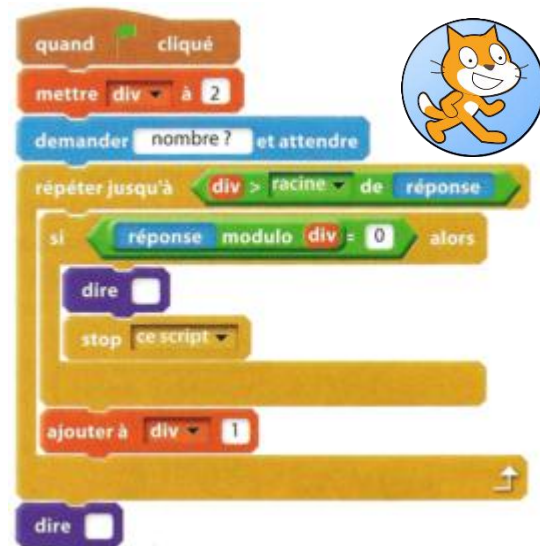 quand cliqué
mettre div à 2
demander nombre ? et attendre
répéter jusqu'à div > racine de réponse
si réponse modulo div = 0 alors
dire
stop ce script
ajouter à div 1
dire